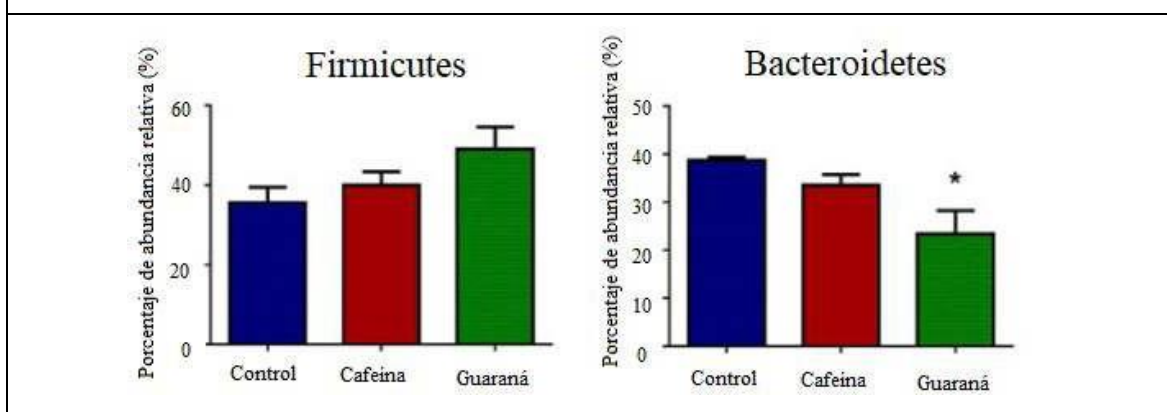 Firmicutes
Porcentaje de abundancia relativa (%)
60
40
20
0
Control
Cafeina
Guaraná
Bacteroidetes
Porcentaje de abundancia relativa (%)
50
40
30
20
10
0
*
Control
Cafeina
Guaraná